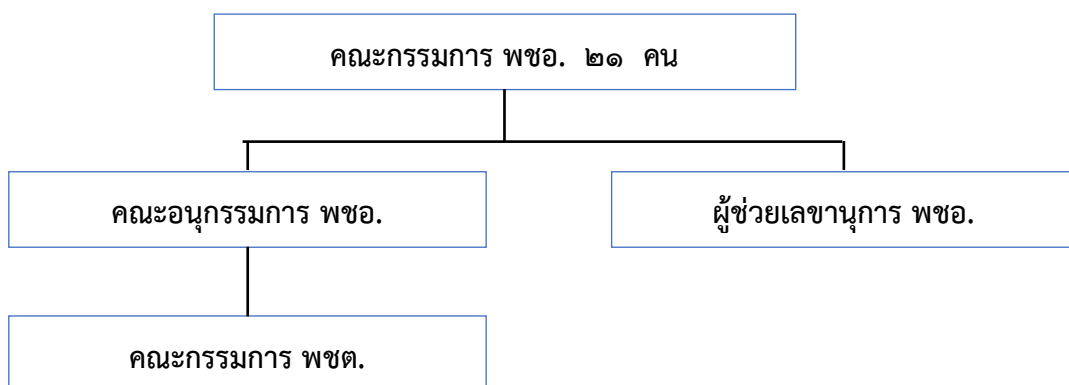 คณะกรรมการ พชอ. ๒๑ คน
คณะอนุกรรมการ พชอ.
ผู้ช่วยเลขานุการ พชอ.
คณะกรรมการ พชต.